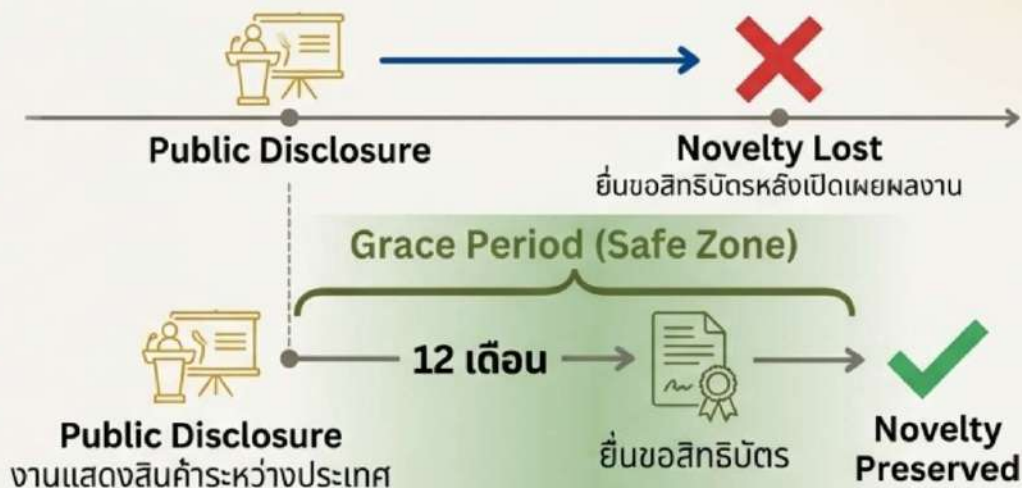 Public Disclosure
Novelty Lost
ยื่นขอสิทธิบัตรหลังเปิดเผยผลงาน
Grace Period (Safe Zone)
12 เดือน
Public Disclosure
งานแสดงสินค้าระหว่างประเทศ
ยื่นขอสิทธิบัตร
Novelty
Preserved